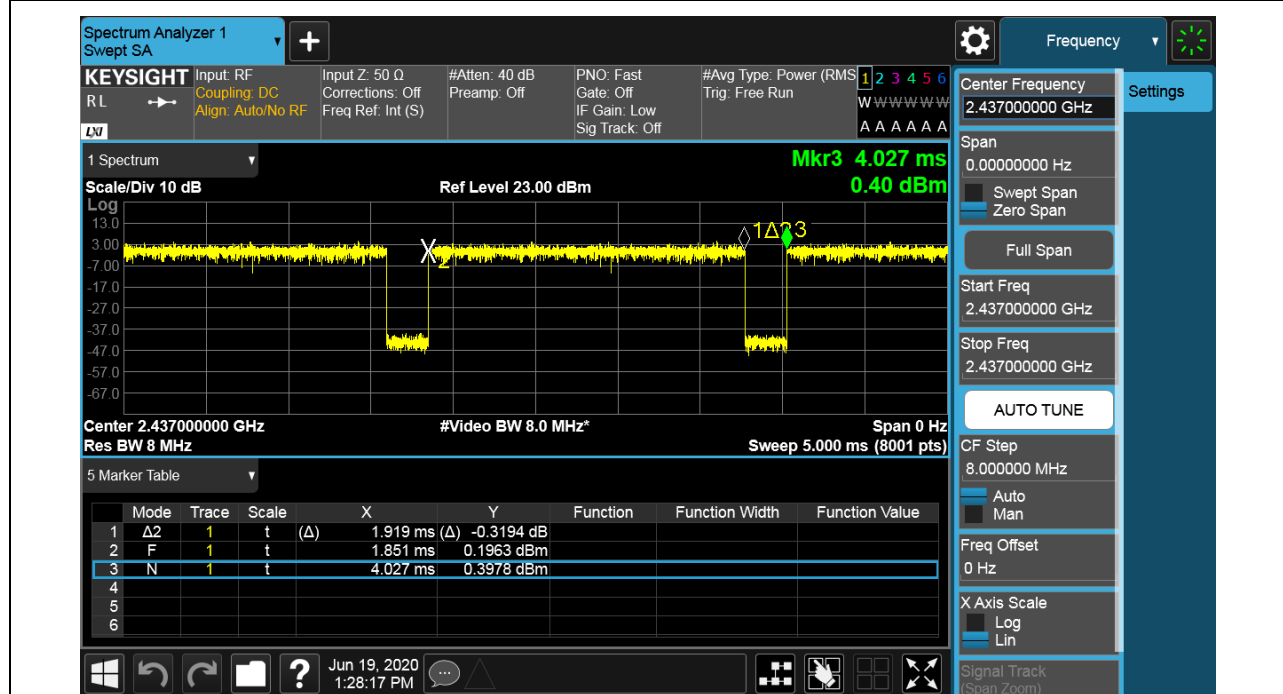 Spectrum Analyzer 1
Swept SA
Frequency
KEYSIGHT
RL
LXI
Input: RF
Coupling: DC
Align: Auto/No RF
Input Z: 50 Ω
Corrections: Off
Freq Ref: Int (S)
#Atten: 40 dB
Preamp: Off
PNO: Fast
Gate: Off
IF Gain: Low
Sig Track: Off
#Avg Type: Power (RMS
Trig: Free Run
1 2 3 4 5 6
W W W W W W
A A A A A A
1 Spectrum
Mkr3 4.027 ms
0.40 dBm
Scale/Div 10 dB
Ref Level 23.00 dBm
Log
13.0
3.00
-7.00
-17.0
-27.0
-37.0
-47.0
-57.0
-67.0
X
2
1Δ2
3
Center 2.437000000 GHz
#Video BW 8.0 MHz*
Span 0 Hz
Res BW 8 MHz
Sweep 5.000 ms (8001 pts)
5 Marker Table
Mode Trace Scale X Y Function Function Width Function Value
1 Δ2 1 t (Δ) 1.919 ms (Δ) -0.3194 dB
2 F 1 t 1.851 ms 0.1963 dBm
3 N 1 t 4.027 ms 0.3978 dBm
4
5
6
Jun 19, 2020
1:28:17 PM
Center Frequency
2.437000000 GHz
Settings
Span
0.00000000 Hz
Swept Span
Zero Span
Full Span
Start Freq
2.437000000 GHz
Stop Freq
2.437000000 GHz
AUTO TUNE
CF Step
8.000000 MHz
Auto
Man
Freq Offset
0 Hz
X Axis Scale
Log
Lin
Signal Track
(Span Zoom)